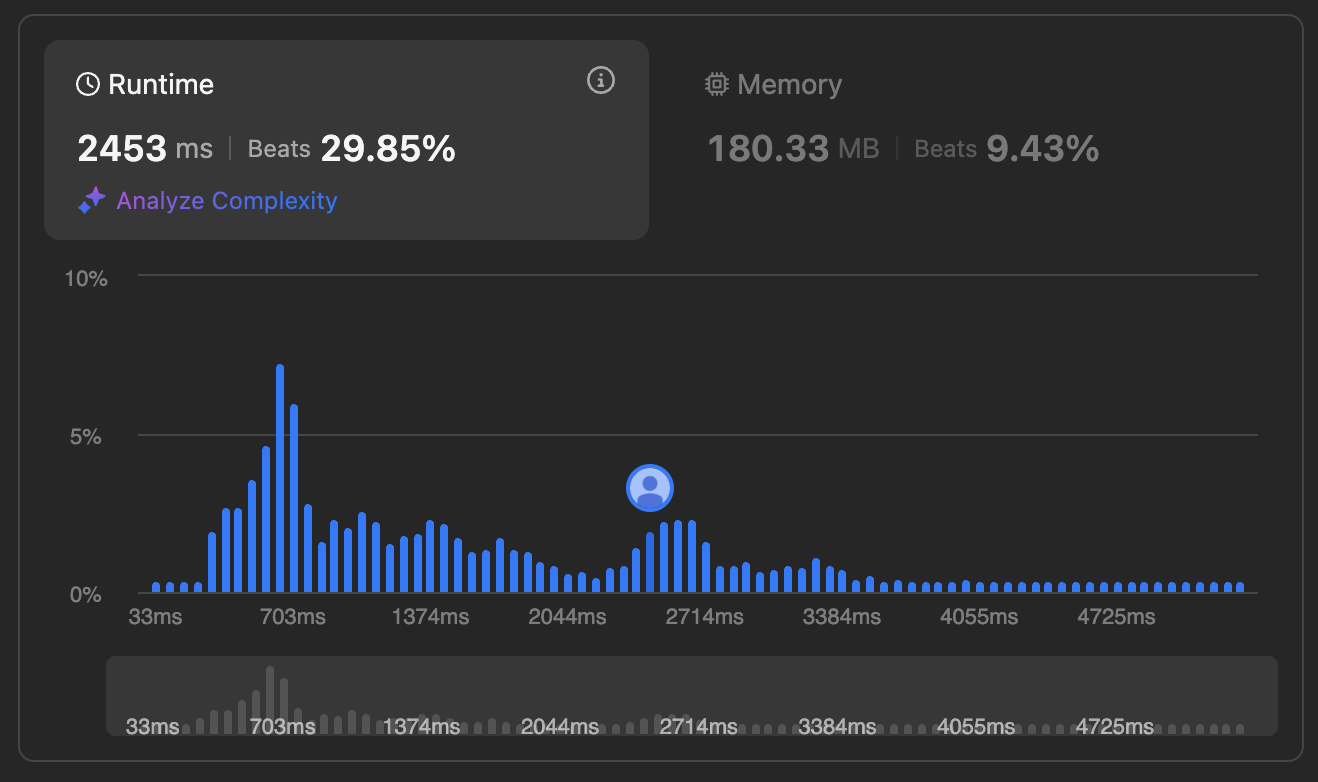 Runtime
2453 ms | Beats 29.85%
Analyze Complexity
Memory
180.33 MB | Beats 9.43%
10%
5%
0%
33ms 703ms 1374ms 2044ms 2714ms 3384ms 4055ms 4725ms
33ms 703ms 1374ms 2044ms 2714ms 3384ms 4055ms 4725ms